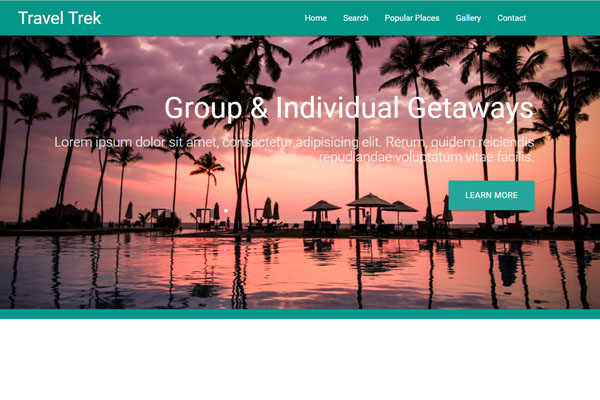 Travel Trek
Home Search Popular Places Gallery Contact
Group & Individual Getaways
Lorem ipsum dolor sit amet, consectetur adipisicing elit. Rerum, quidem reiciendis
repudiandae voluptatum vitae facilis.
LEARN MORE